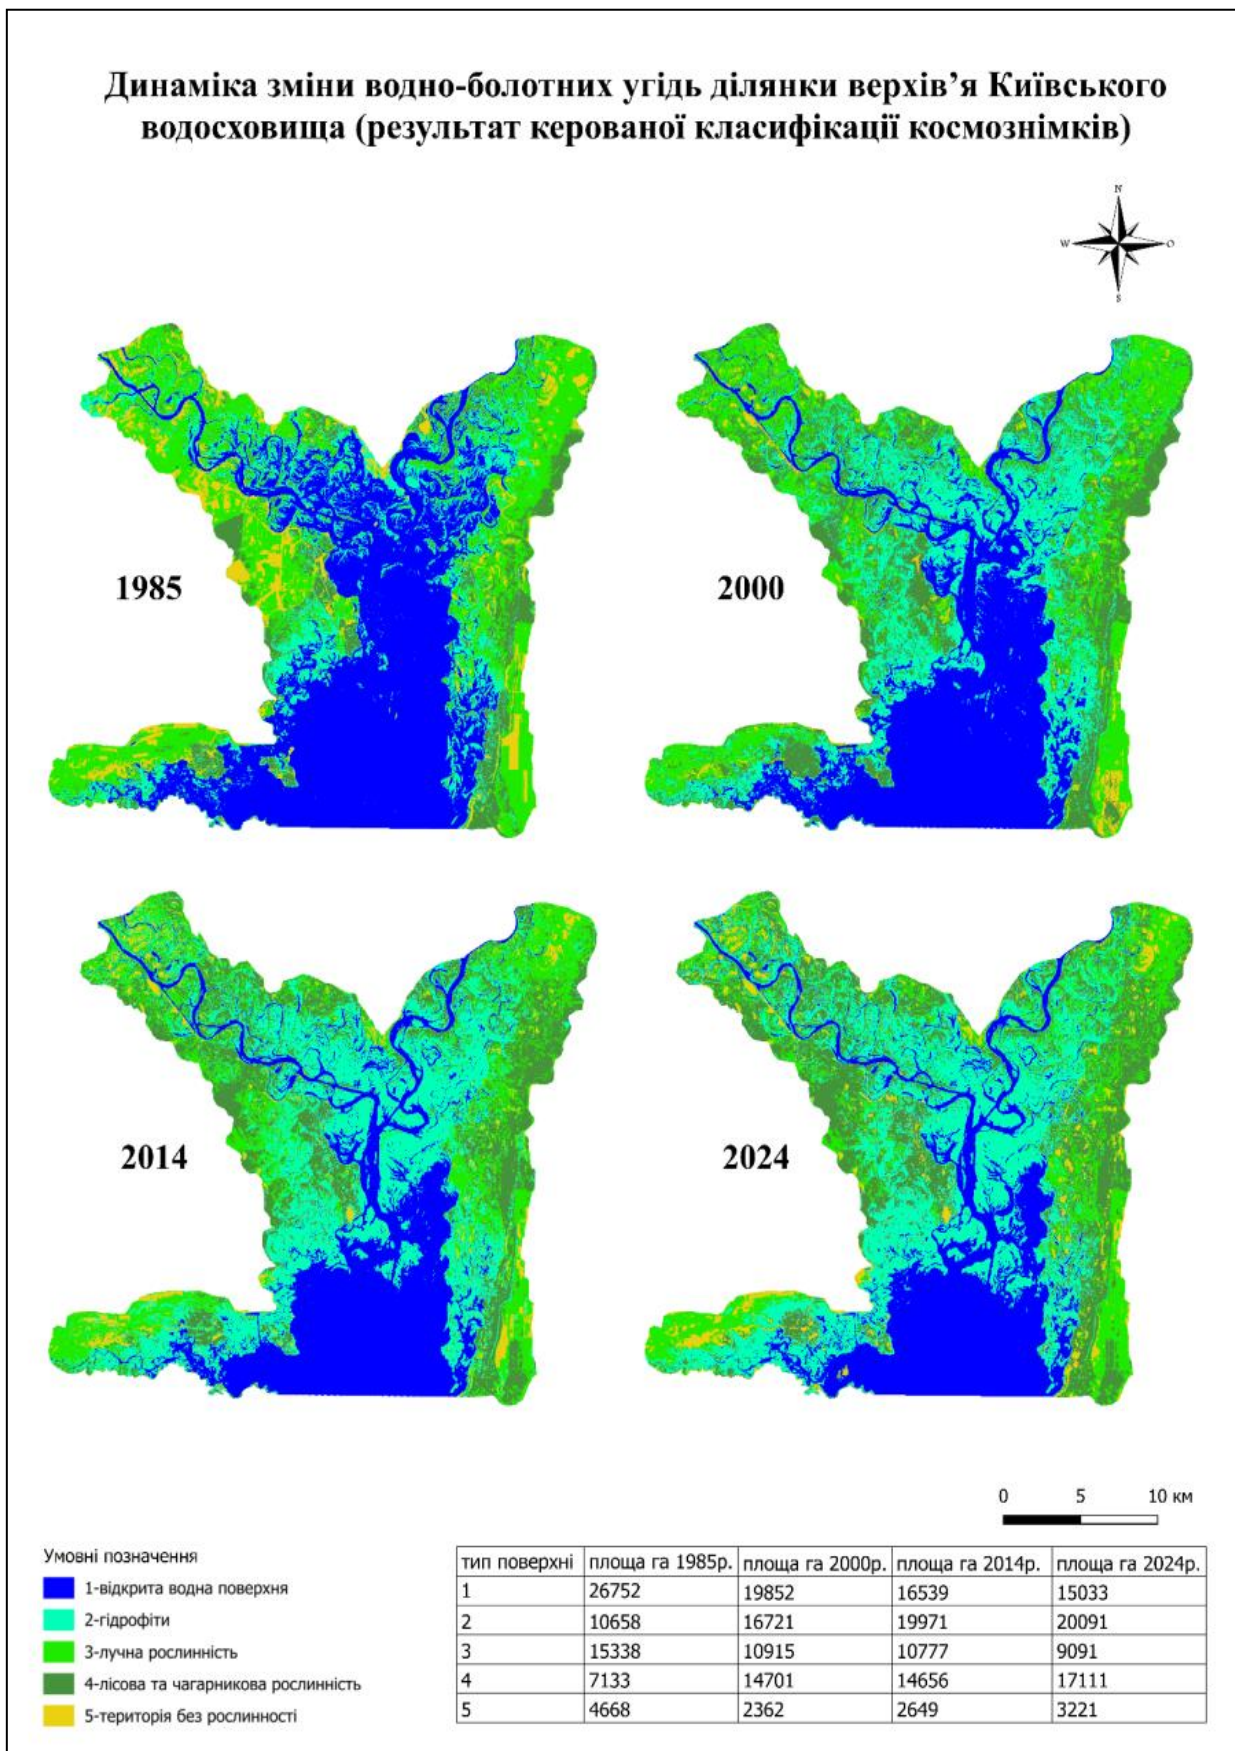 Динаміка зміни водно-болотних угідь ділянки верхів’я Київського
водосховища (результат керованої класифікації космознімків)
N
W O
S
1985
2000
2014
2024
0 5 10 км
Умовні позначення
1-відкрита водна поверхня
2-гідрофіти
3-лучна рослинність
4-лісова та чагарникова рослинність
5-територія без рослинності
тип поверхні площа га 1985р. площа га 2000р. площа га 2014р. площа га 2024р.
1 26752 19852 16539 15033
2 10658 16721 19971 20091
3 15338 10915 10777 9091
4 7133 14701 14656 17111
5 4668 2362 2649 3221